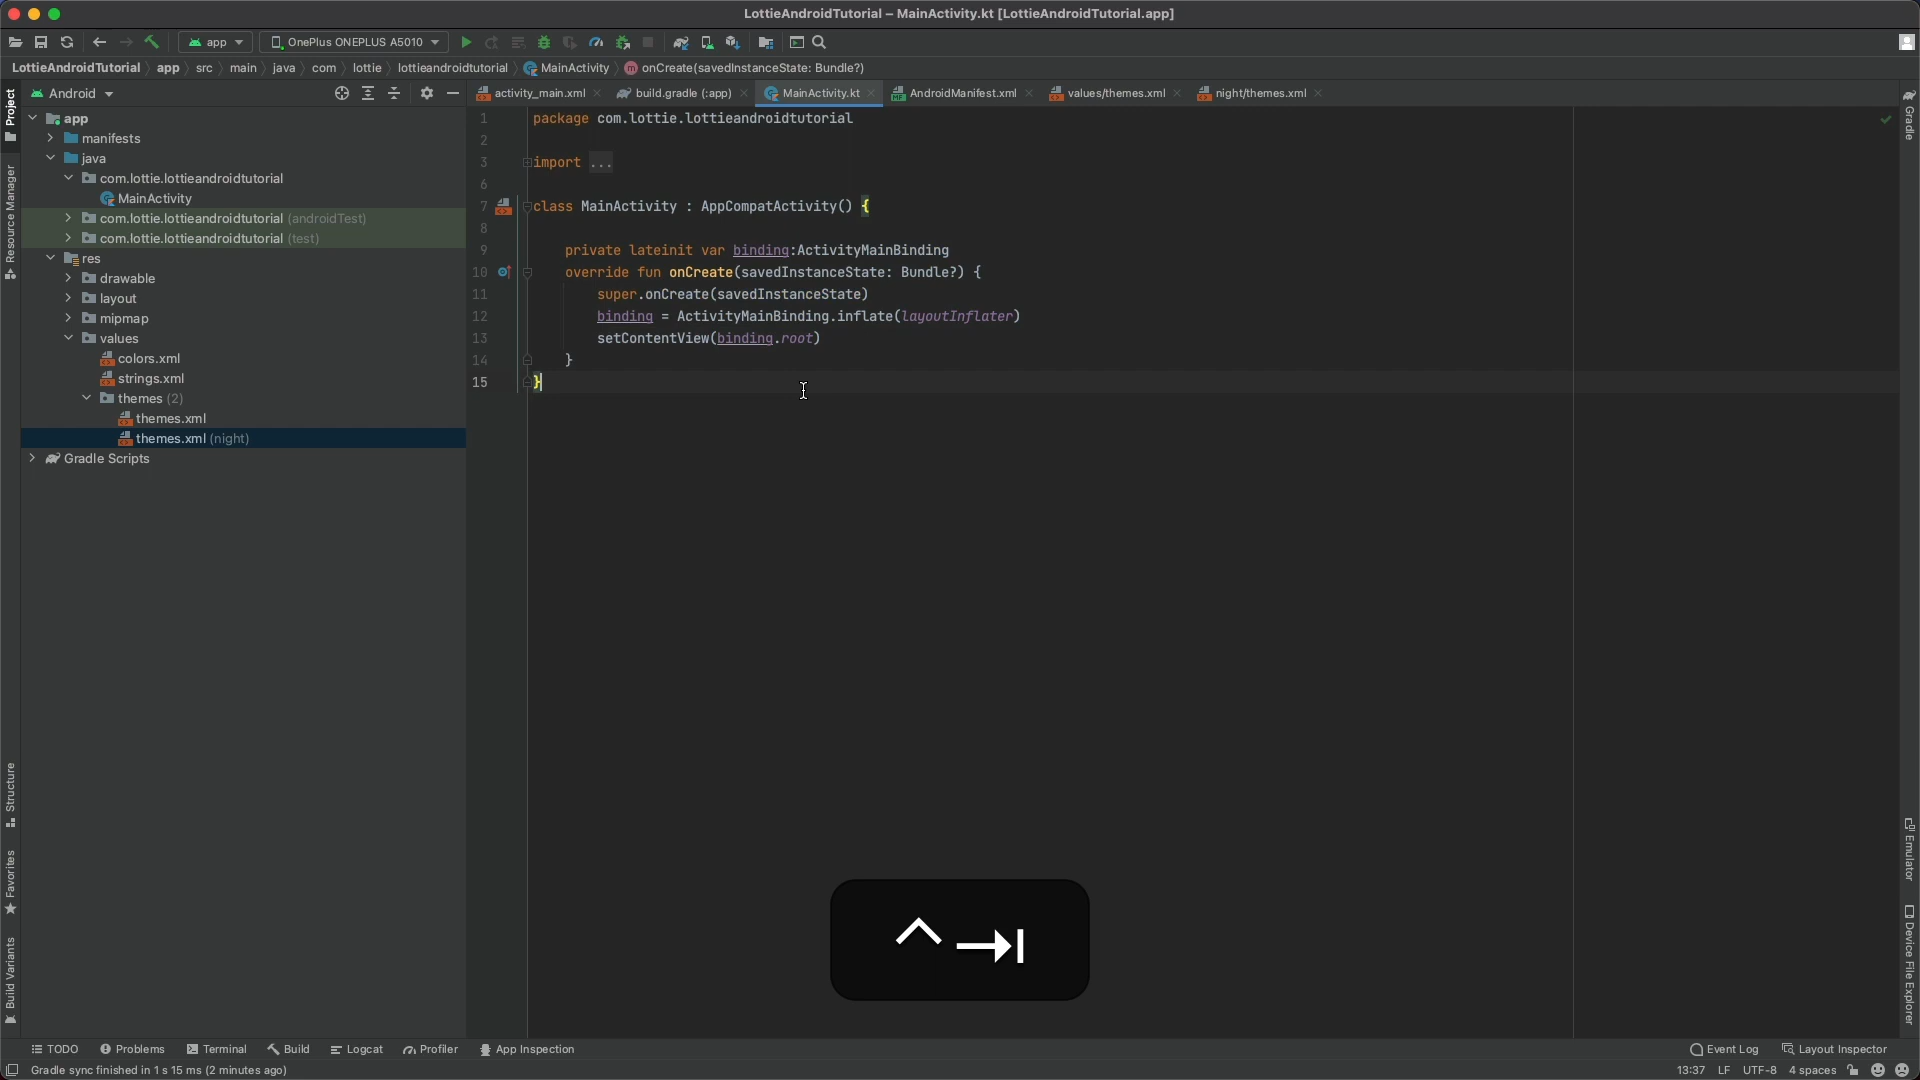 LottieAndroidTutorial – MainActivity.kt [LottieAndroidTutorial.app]
app
OnePlus ONEPLUS A5010
LottieAndroidTutorial app src main java com lottie lottieandroidtutorial MainActivity onCreate(savedInstanceState: Bundle?)
Android
activity_main.xml
build.gradle (:app)
MainActivity.kt
AndroidManifest.xml
values/themes.xml
night/themes.xml
Project
Resource Manager
Structure
Favorites
Build Variants
app
manifests
java
com.lottie.lottieandroidtutorial
MainActivity
com.lottie.lottieandroidtutorial (androidTest)
com.lottie.lottieandroidtutorial (test)
res
drawable
layout
mipmap
values
colors.xml
strings.xml
themes (2)
themes.xml
themes.xml (night)
Gradle Scripts
1 package com.lottie.lottieandroidtutorial
2
3 import ...
6
7 class MainActivity : AppCompatActivity() {
8
9 private lateinit var binding:ActivityMainBinding
10 override fun onCreate(savedInstanceState: Bundle?) {
11 super.onCreate(savedInstanceState)
12 binding = ActivityMainBinding.inflate(layoutInflater)
13 setContentView(binding.root)
14 }
15 }
Gradle
Emulator
Device File Explorer
TODO Problems Terminal Build Logcat Profiler App Inspection
Event Log Layout Inspector
Gradle sync finished in 1 s 15 ms (2 minutes ago)
13:37 LF UTF-8 4 spaces